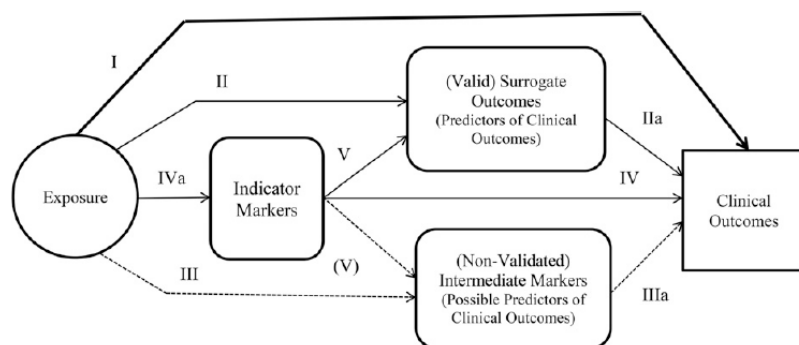 I
II
(Valid) Surrogate
Outcomes
(Predictors of Clinical
Outcomes)
IIa
V
IVa
IV
Exposure
Indicator
Markers
Clinical
Outcomes
III
(V)
(Non-Validated)
Intermediate Markers
(Possible Predictors of
Clinical Outcomes)
IIIa